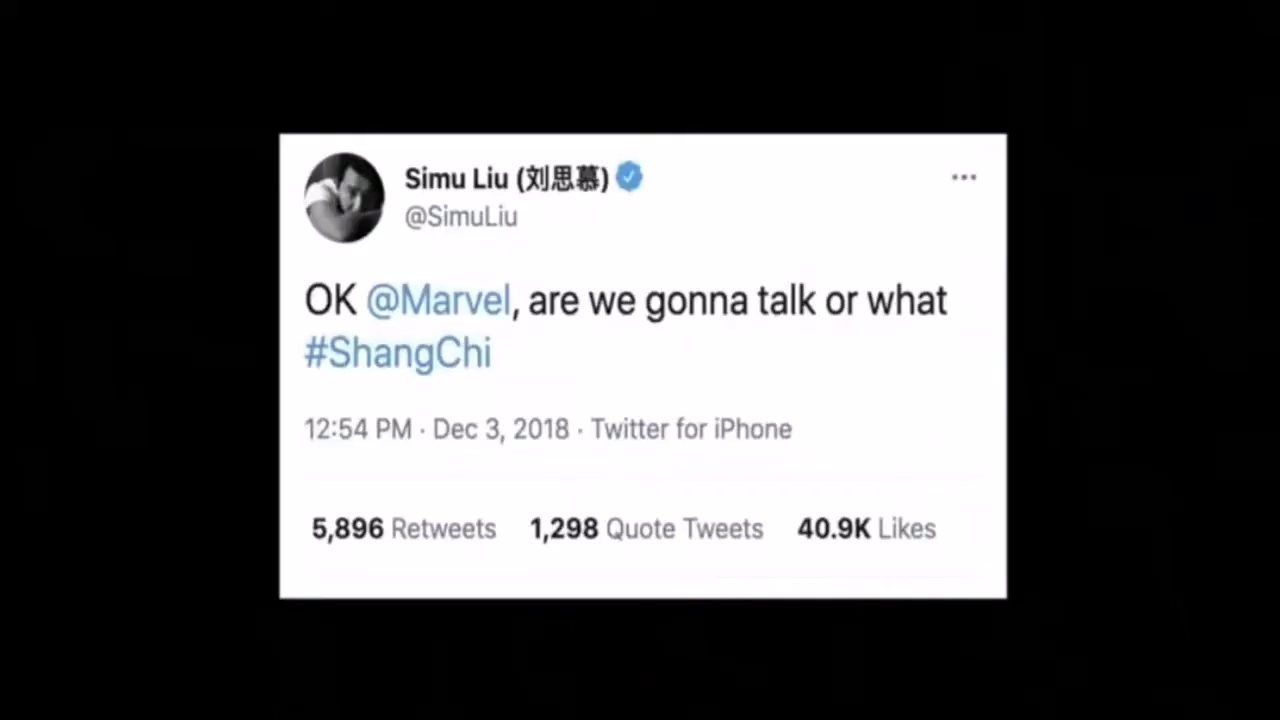 Simu Liu (刘思慕)
@SimuLiu
OK @Marvel, are we gonna talk or what
#ShangChi
12:54 PM · Dec 3, 2018 · Twitter for iPhone
5,896 Retweets 1,298 Quote Tweets 40.9K Likes